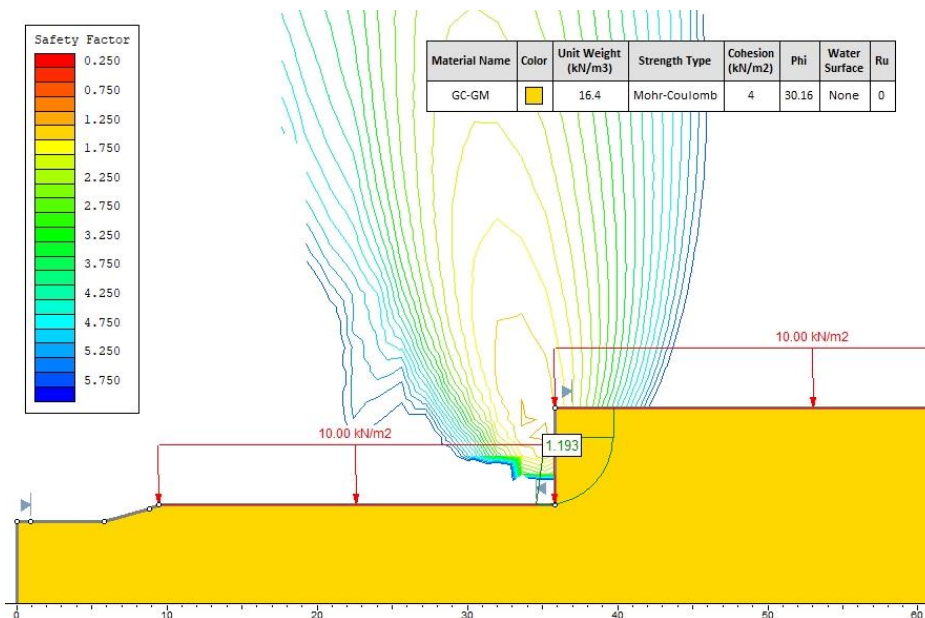 Safety Factor
0.250
0.750
1.250
1.750
2.250
2.750
3.250
3.750
4.250
4.750
5.250
5.750
Material Name Color Unit Weight (kN/m3) Strength Type Cohesion (kN/m2) Phi Water Surface Ru
GC-GM 16.4 Mohr-Coulomb 4 30.16 None 0
10.00 kN/m2
10.00 kN/m2
1.193
0 10 20 30 40 50 60